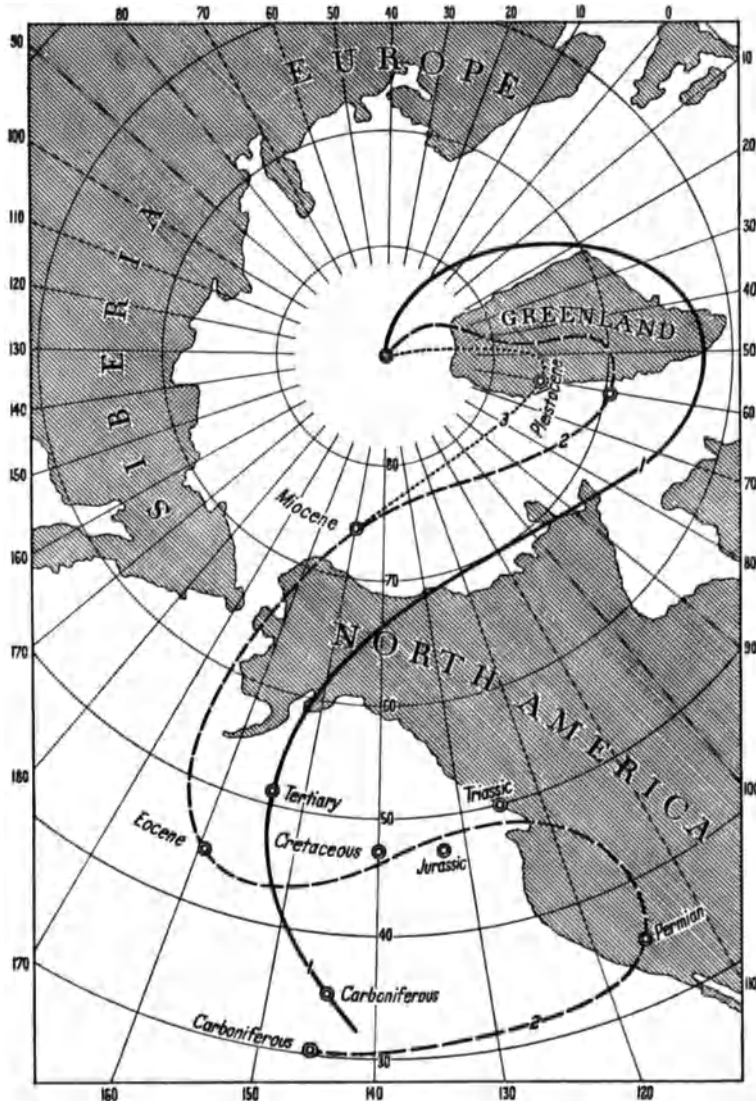 80 70 60 50 40 30 20 10 0
90
100
110
120
130
140
150
160
170
180
170
10
20
30
40
50
60
70
80
90
100
110
160 150 140 130 120
EUROPE
SIBERIA
GREENLAND
Pleistocene
3
2
1
80
Miocene
70
NORTH AMERICA
60
Tertiary
50
Triassic
Eocene
Cretaceous
Jurassic
40
Permian
1
Carboniferous
Carboniferous
2
30